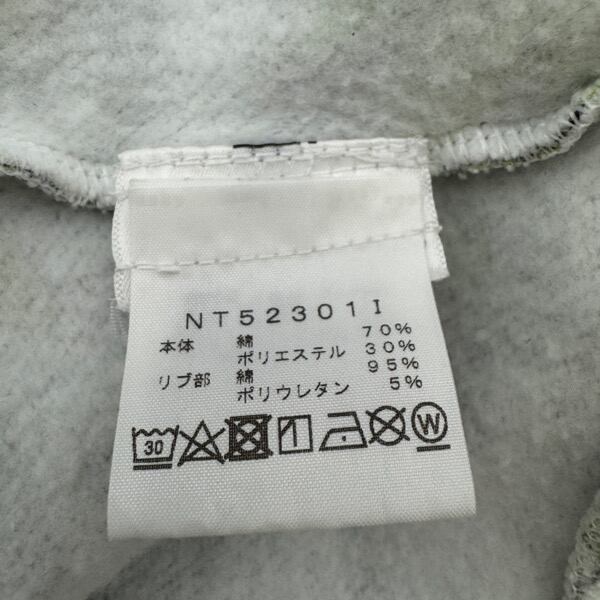 NT52301I
本体 綿 70%
ポリエステル 30%
リブ部 綿 95%
ポリウレタン 5%
30 W